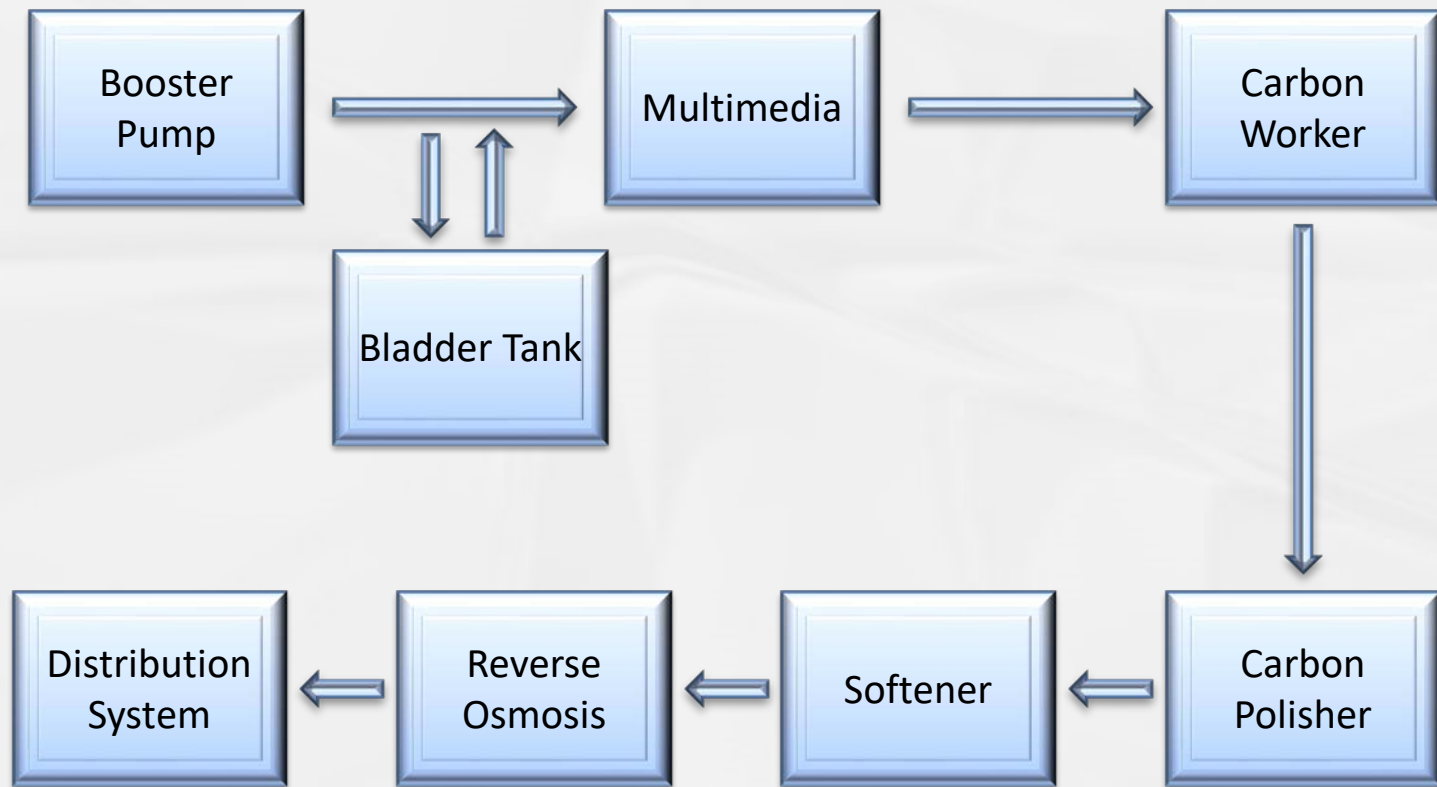 Booster
Pump
Multimedia
Carbon
Worker
Bladder Tank
Distribution
System
Reverse
Osmosis
Softener
Carbon
Polisher